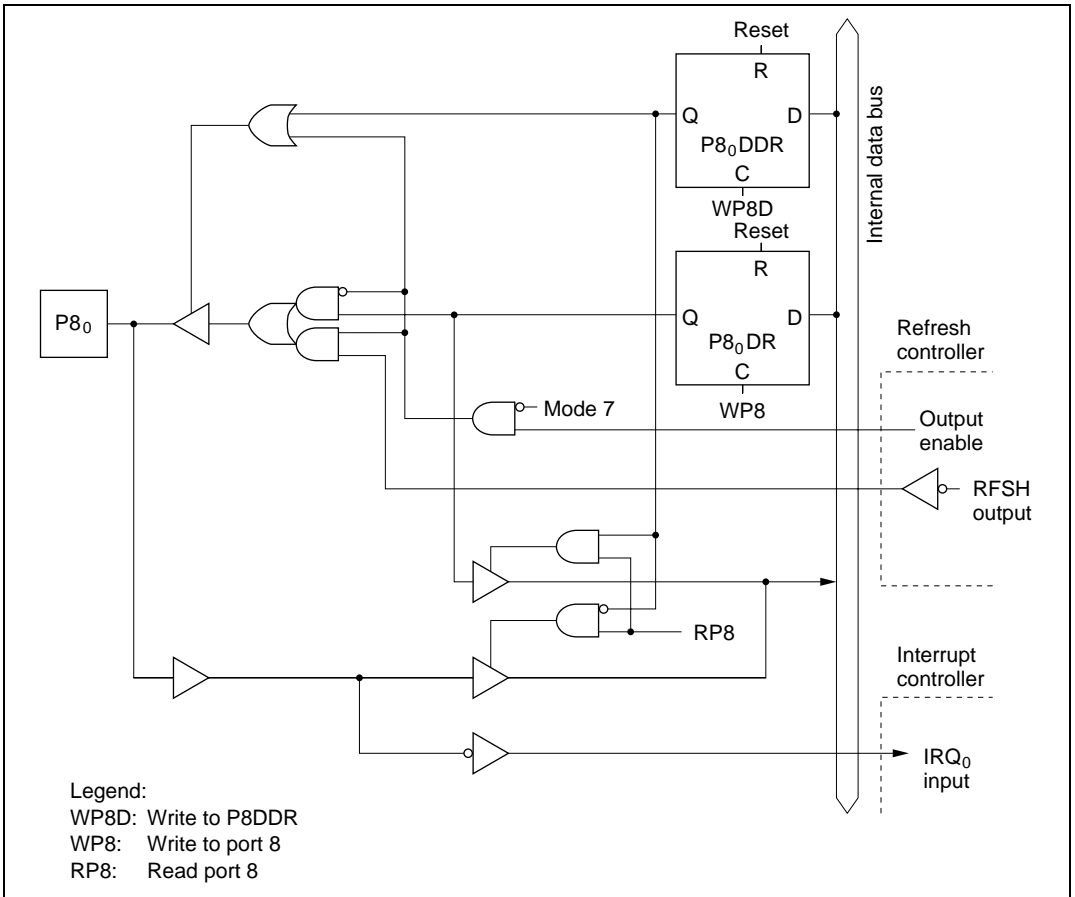 Reset
R
Q
D
P8₀DDR
C
WP8D
Reset
R
Q
D
P8₀DR
C
WP8
Internal data bus
P8₀
Mode 7
Refresh
controller
Output
enable
RFSH
output
RP8
Interrupt
controller
IRQ₀
input
Legend:
WP8D: Write to P8DDR
WP8: Write to port 8
RP8: Read port 8